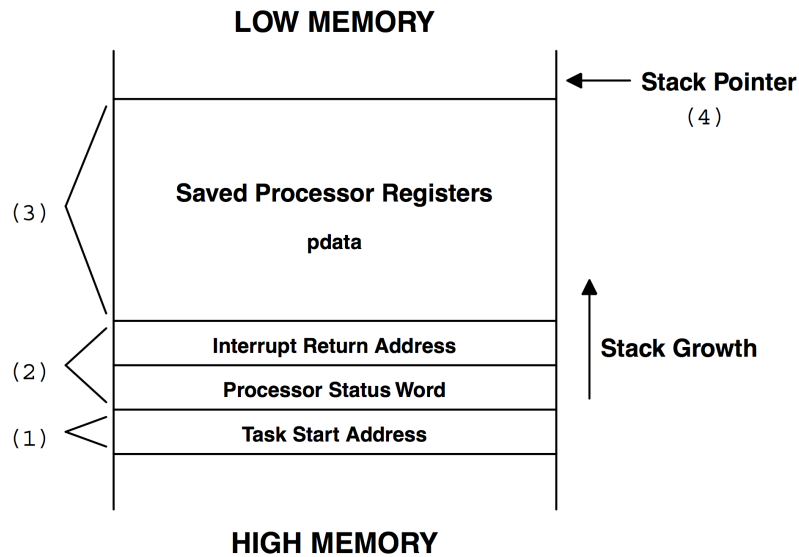 LOW MEMORY
Stack Pointer
(4)
Saved Processor Registers
(3)
pdata
Interrupt Return Address
Stack Growth
(2)
Processor Status Word
(1)
Task Start Address
HIGH MEMORY